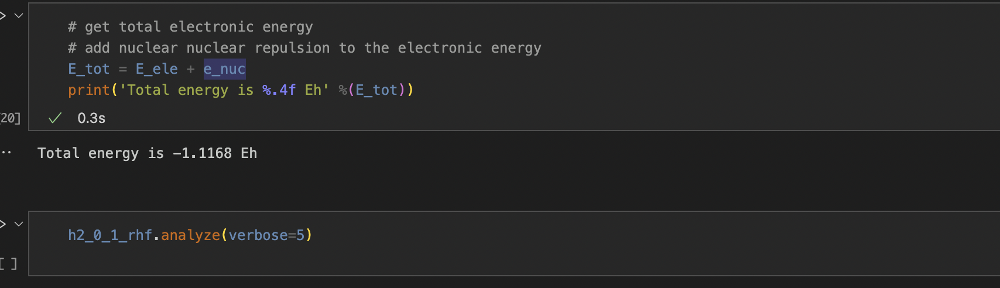 # get total electronic energy
# add nuclear nuclear repulsion to the electronic energy
E_tot = E_ele + e_nuc
print('Total energy is %.4f Eh' %(E_tot))
20]
0.3s
Total energy is -1.1168 Eh
h2_0_1_rhf.analyze(verbose=5)
[ ]